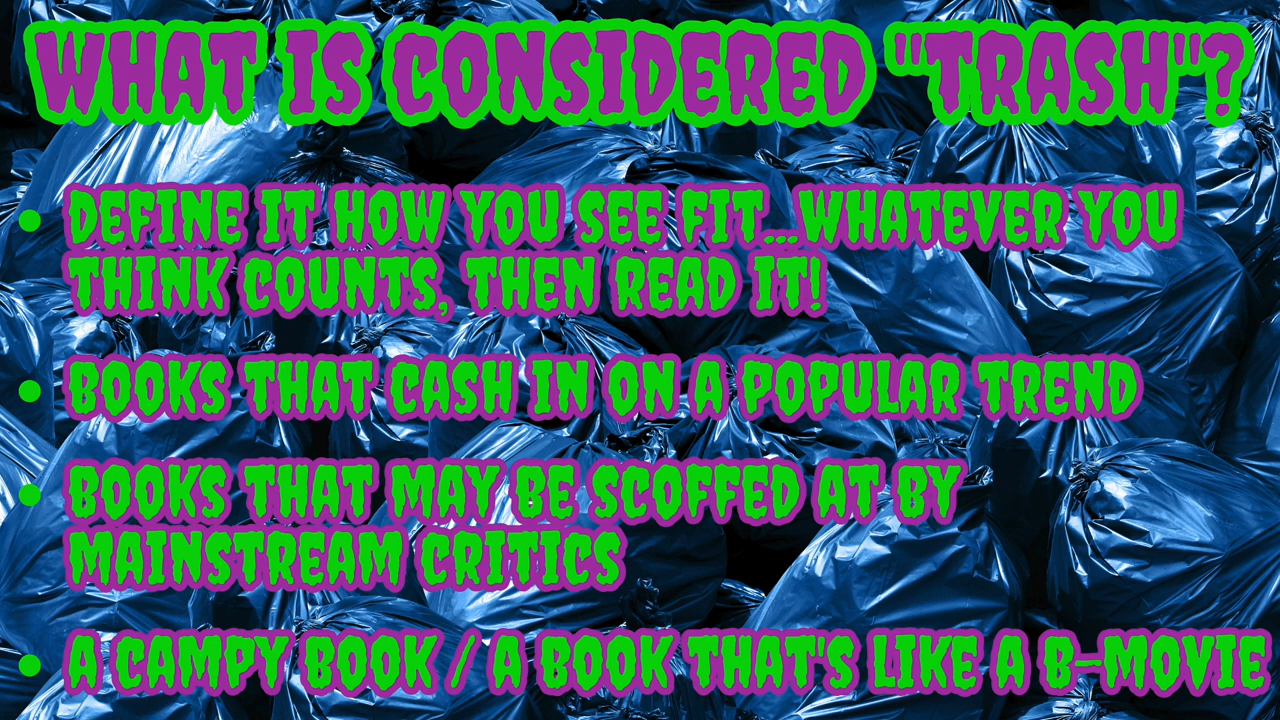 WHAT IS CONSIDERED "TRASH"?
• DEFINE IT HOW YOU SEE FIT...WHATEVER YOU
THINK COUNTS, THEN READ IT!
• BOOKS THAT CASH IN ON A POPULAR TREND
• BOOKS THAT MAY BE SCOFFED AT BY
MAINSTREAM CRITICS
• A CAMPY BOOK / A BOOK THAT'S LIKE A B-MOVIE